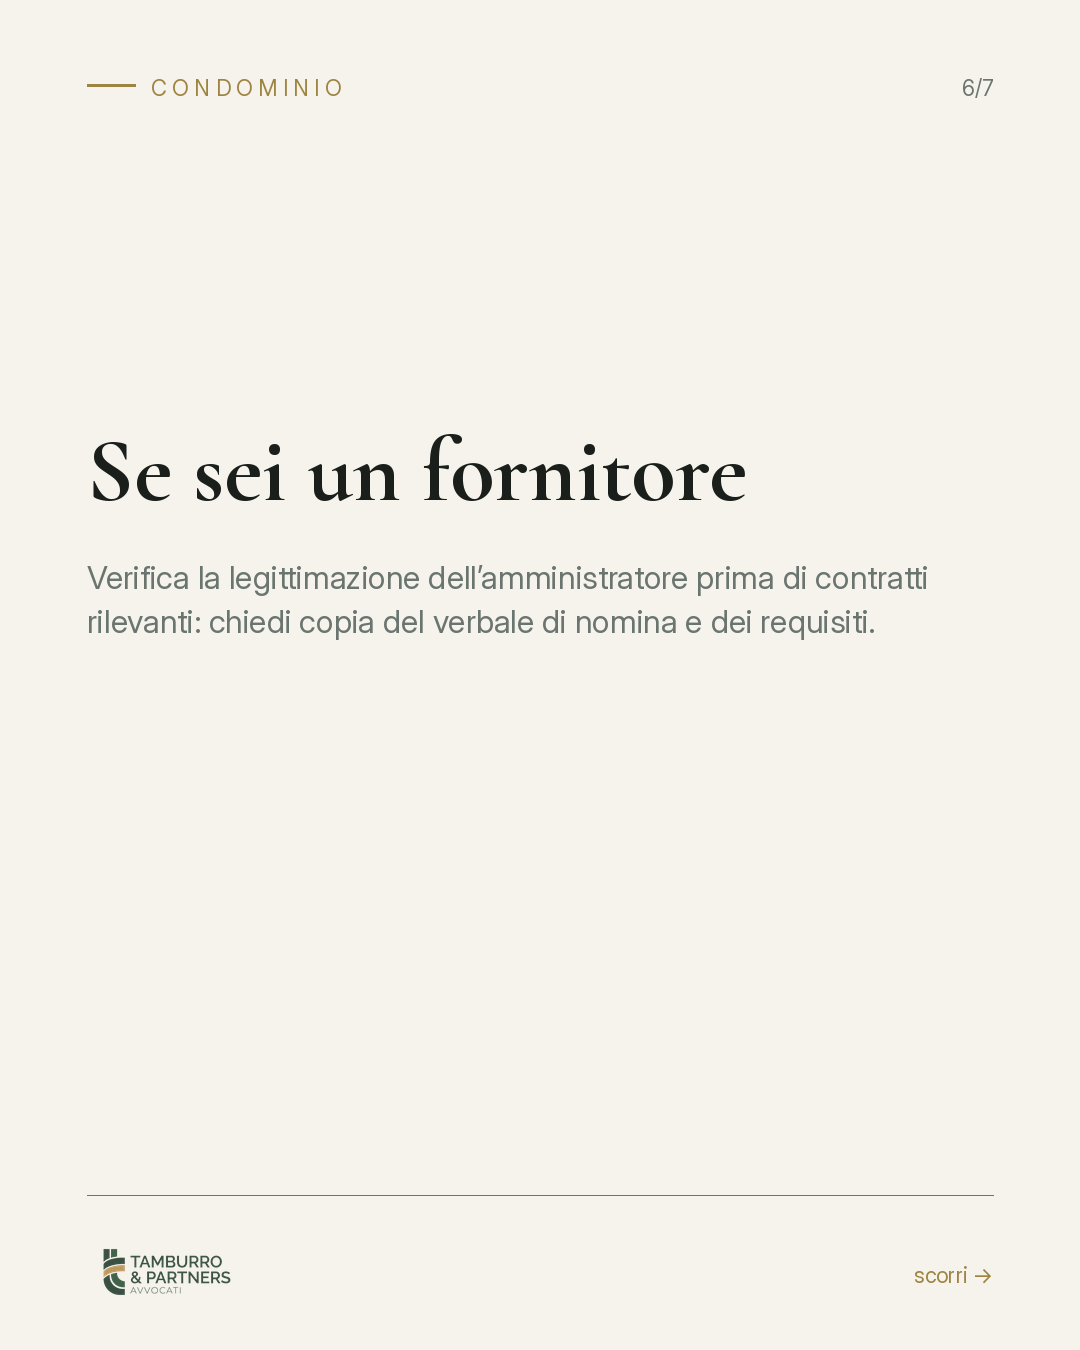 CONDOMINIO
6/7
Se sei un fornitore
Verifica la legittimazione dell’amministratore prima di contratti
rilevanti: chiedi copia del verbale di nomina e dei requisiti.
TAMBURRO
& PARTNERS
AVVOCATI
scorri →